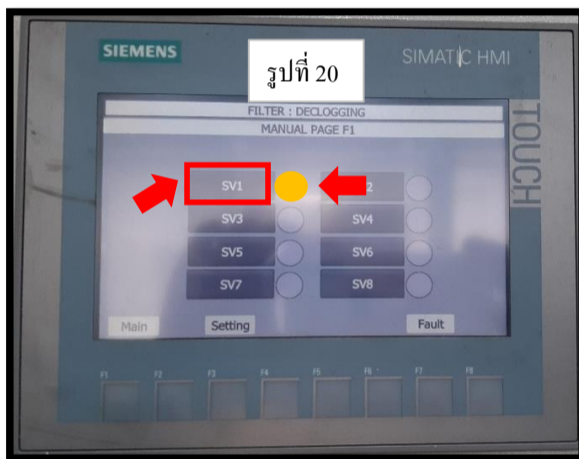 SIEMENS
รูปที่ 20
SIMATIC HMI
TOUCH
FILTER : DECLOGGING
MANUAL PAGE F1
SV1
2
SV3
SV4
SV5
SV6
SV7
SV8
Main
Setting
Fault
F1
F2
F3
F4
F5
F6
F7
F8